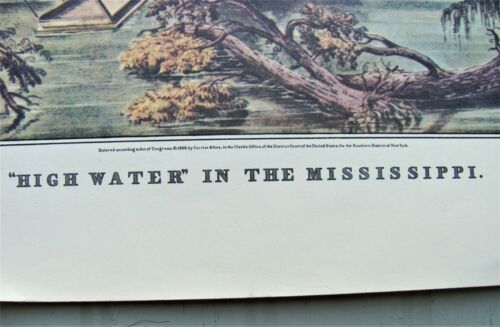 Entered according to Act of Congress, A.D. 1868, by Currier & Ives, in the Clerk's Office of the District Court of the United States for the Southern District of New York.
"HIGH WATER" IN THE MISSISSIPPI.